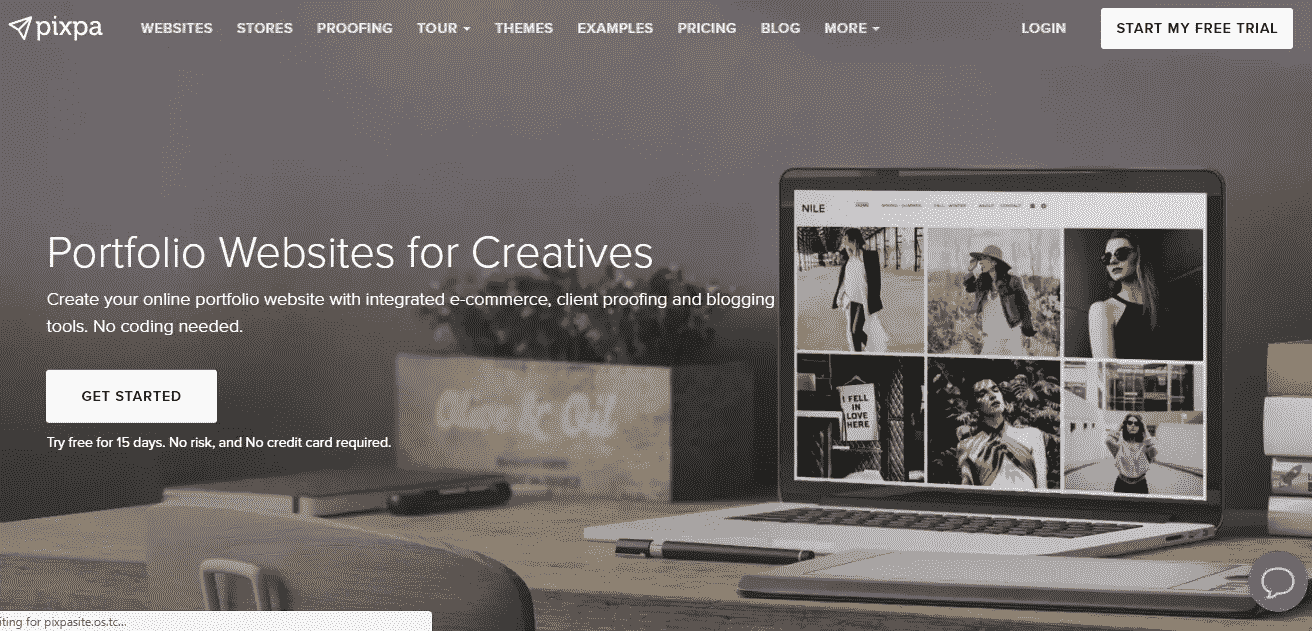 pixpa
WEBSITES
STORES
PROOFING
TOUR
THEMES
EXAMPLES
PRICING
BLOG
MORE
LOGIN
START MY FREE TRIAL
Portfolio Websites for Creatives
Create your online portfolio website with integrated e-commerce, client proofing and blogging
tools. No coding needed.
GET STARTED
Try free for 15 days. No risk, and No credit card required.
NILE
HOME
ABOUT
CONTACT
I FELL
IN
LOVE
HERE
iting for pixpasite.os.tc...